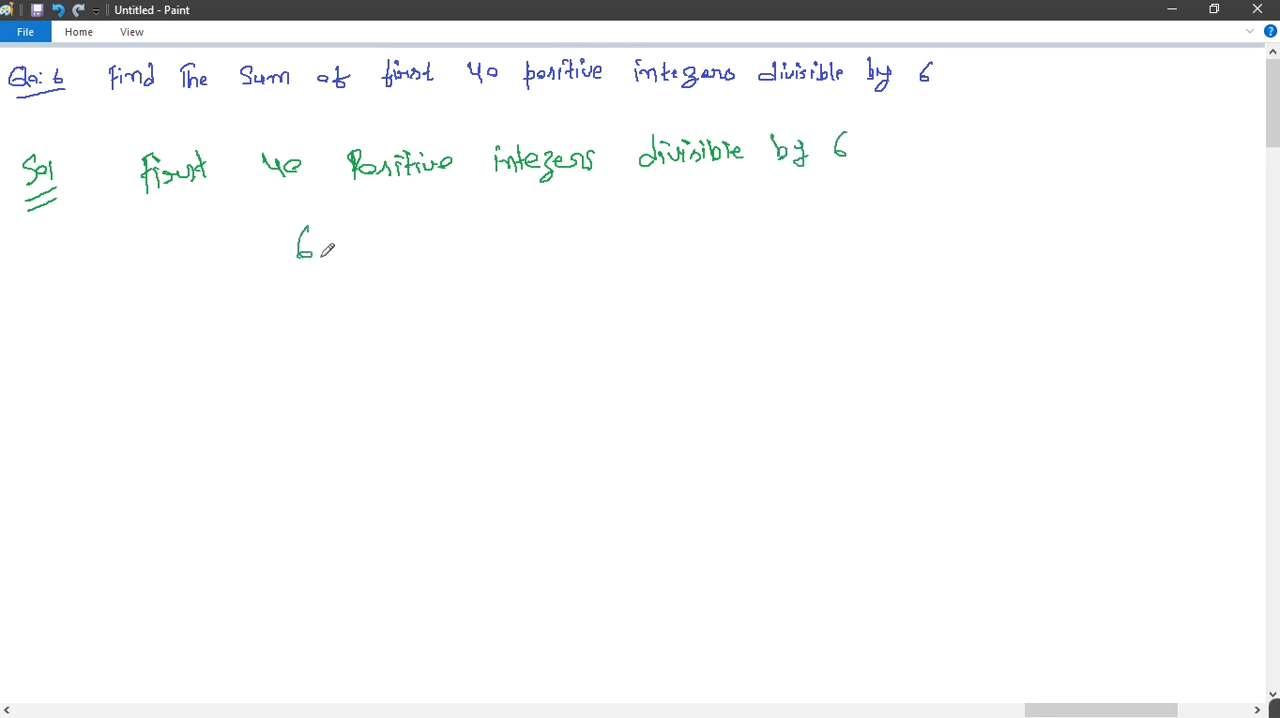 Untitled - Paint
File Home View
Qn: 6 find The Sum of first 40 positive integers divisible by 6
Sol first 40 Positive integers divisible by 6
6